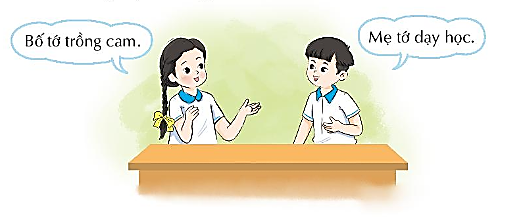 Bố tớ trồng cam.
Mẹ tớ dạy học.